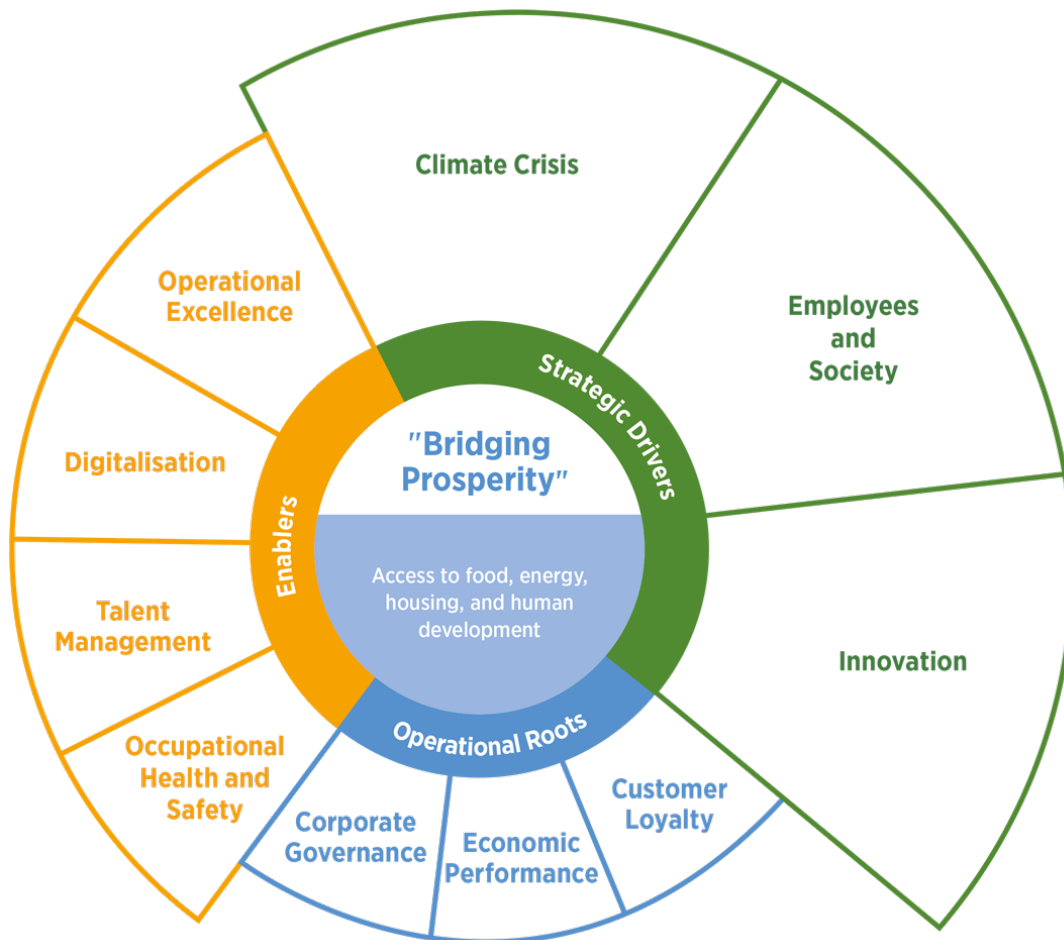 Climate Crisis
Employees
and
Society
Innovation
Operational
Excellence
Digitalisation
Talent
Management
Occupational
Health and
Safety
Corporate
Governance
Economic
Performance
Customer
Loyalty
Strategic Drivers
Enablers
Operational Roots
"Bridging
Prosperity"
Access to food, energy,
housing, and human
development